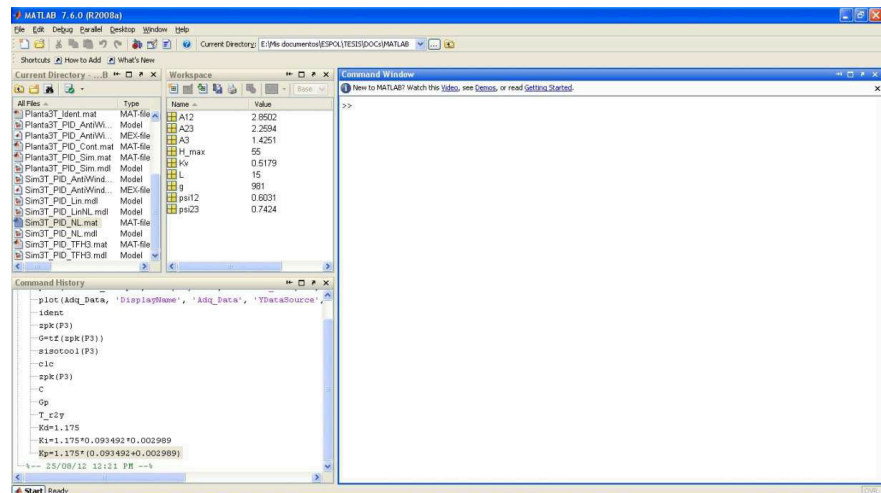 MATLAB 7.6.0 (R2008a)
File Edit Debug Parallel Desktop Window Help
Current Directory: E:\Mis documentos\ESPOL\TESIS\DOCs\MATLAB
Shortcuts How to Add What's New
Current Directory - ...B
All Files Type
Planta3T_Ident.mat MAT-file
Planta3T_PID_AntiWi... Model
Planta3T_PID_AntiWi... MEX-file
Planta3T_PID_Cont.mat MAT-file
Planta3T_PID_Sim.mat MAT-file
Planta3T_PID_Sim.mdl Model
Sim3T_PID_AntiWind... Model
Sim3T_PID_AntiWind... MEX-file
Sim3T_PID_Lin.mdl Model
Sim3T_PID_LinNL.mdl Model
Sim3T_PID_NL.mat MAT-file
Sim3T_PID_NL.mdl Model
Sim3T_PID_TFH3.mat MAT-file
Sim3T_PID_TFH3.mdl Model
Workspace
Base
Name Value
A12 2.8502
A23 2.2594
A3 1.4251
H_max 55
Kv 0.5179
L 15
g 981
psi12 0.6031
psi23 0.7424
Command History
plot(Adq_Data, 'DisplayName', 'Adq_Data', 'YDataSource',
ident
zpk(P3)
G=tf(zpk(P3))
sisotool(P3)
clc
zpk(P3)
C
Gp
T_r2y
Kd=1.175
Ki=1.175*0.093492*0.002989
Kp=1.175*(0.093492+0.002989)
%-- 25/08/12 12:21 PM --%
Command Window
New to MATLAB? Watch this Video, see Demos, or read Getting Started.
>>
Start Ready
OVR